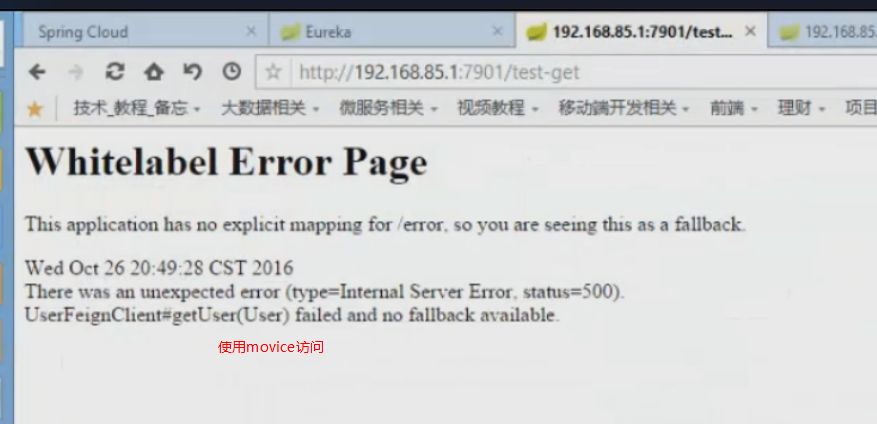 Spring Cloud
Eureka
192.168.85.1:7901/test...
192.168.85.
http://192.168.85.1:7901/test-get
技术_教程_备忘
大数据相关
微服务相关
视频教程
移动端开发相关
前端
理财
项目
Whitelabel Error Page
This application has no explicit mapping for /error, so you are seeing this as a fallback.
Wed Oct 26 20:49:28 CST 2016
There was an unexpected error (type=Internal Server Error, status=500).
UserFeignClient#getUser(User) failed and no fallback available.
使用movice访问